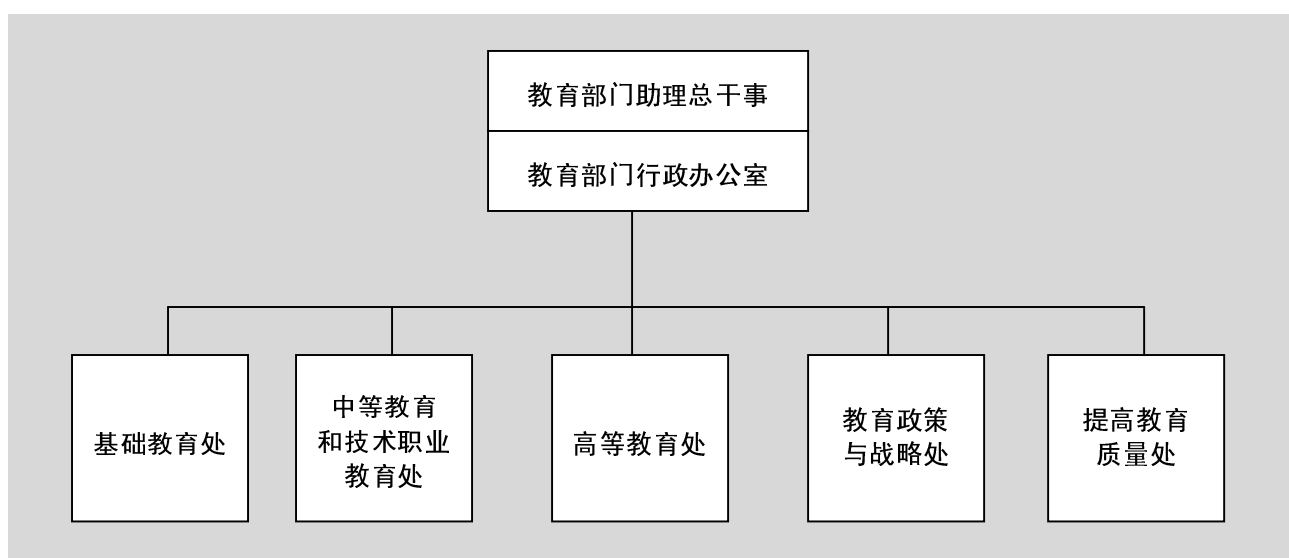 教育部门助理总干事
教育部门行政办公室
基础教育处
中等教育
和技术职业
教育处
高等教育处
教育政策
与战略处
提高教育
质量处